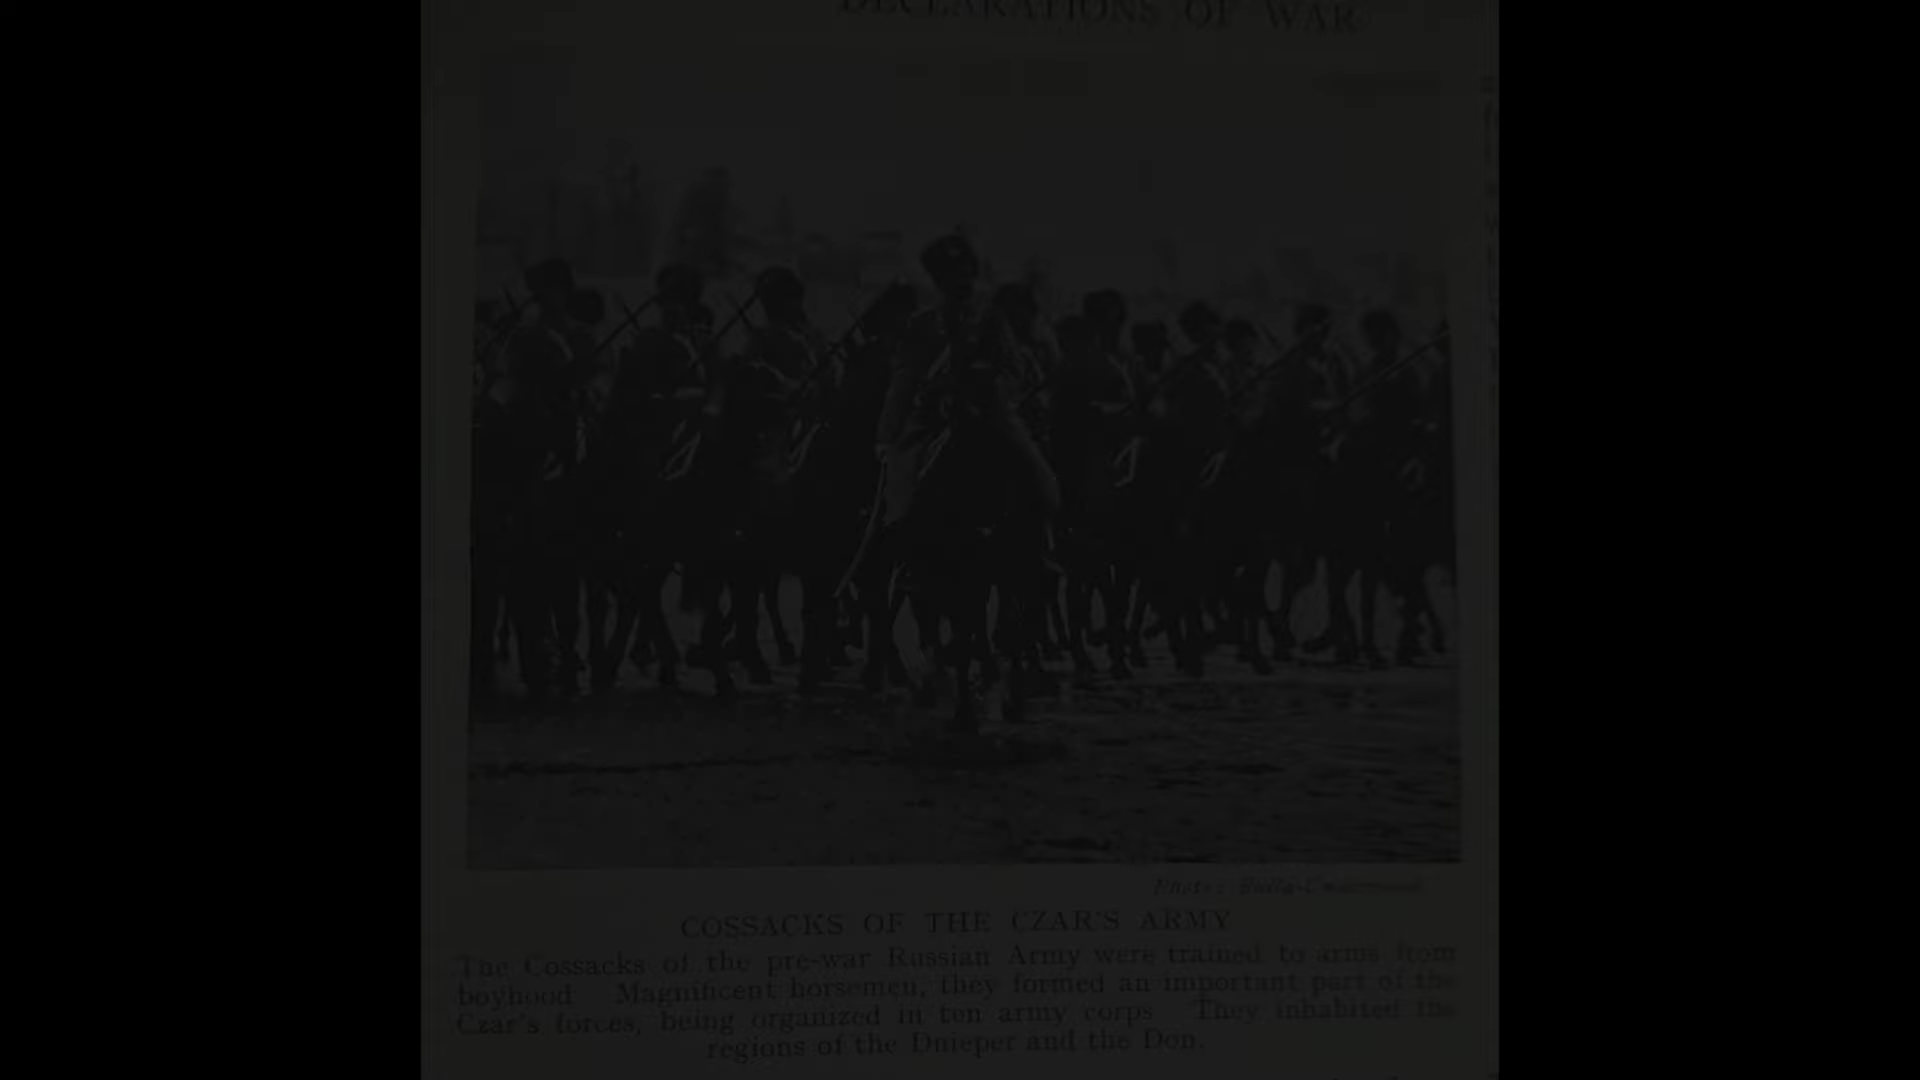 DECLARATIONS OF WAR
COSSACKS OF THE CZAR'S ARMY
The Cossacks of the pre-war Russian Army were trained to arms from
boyhood Magnificent horsemen, they formed an important part of the
Czar's forces, being organized in ten army corps They inhabited the
regions of the Dnieper and the Don.